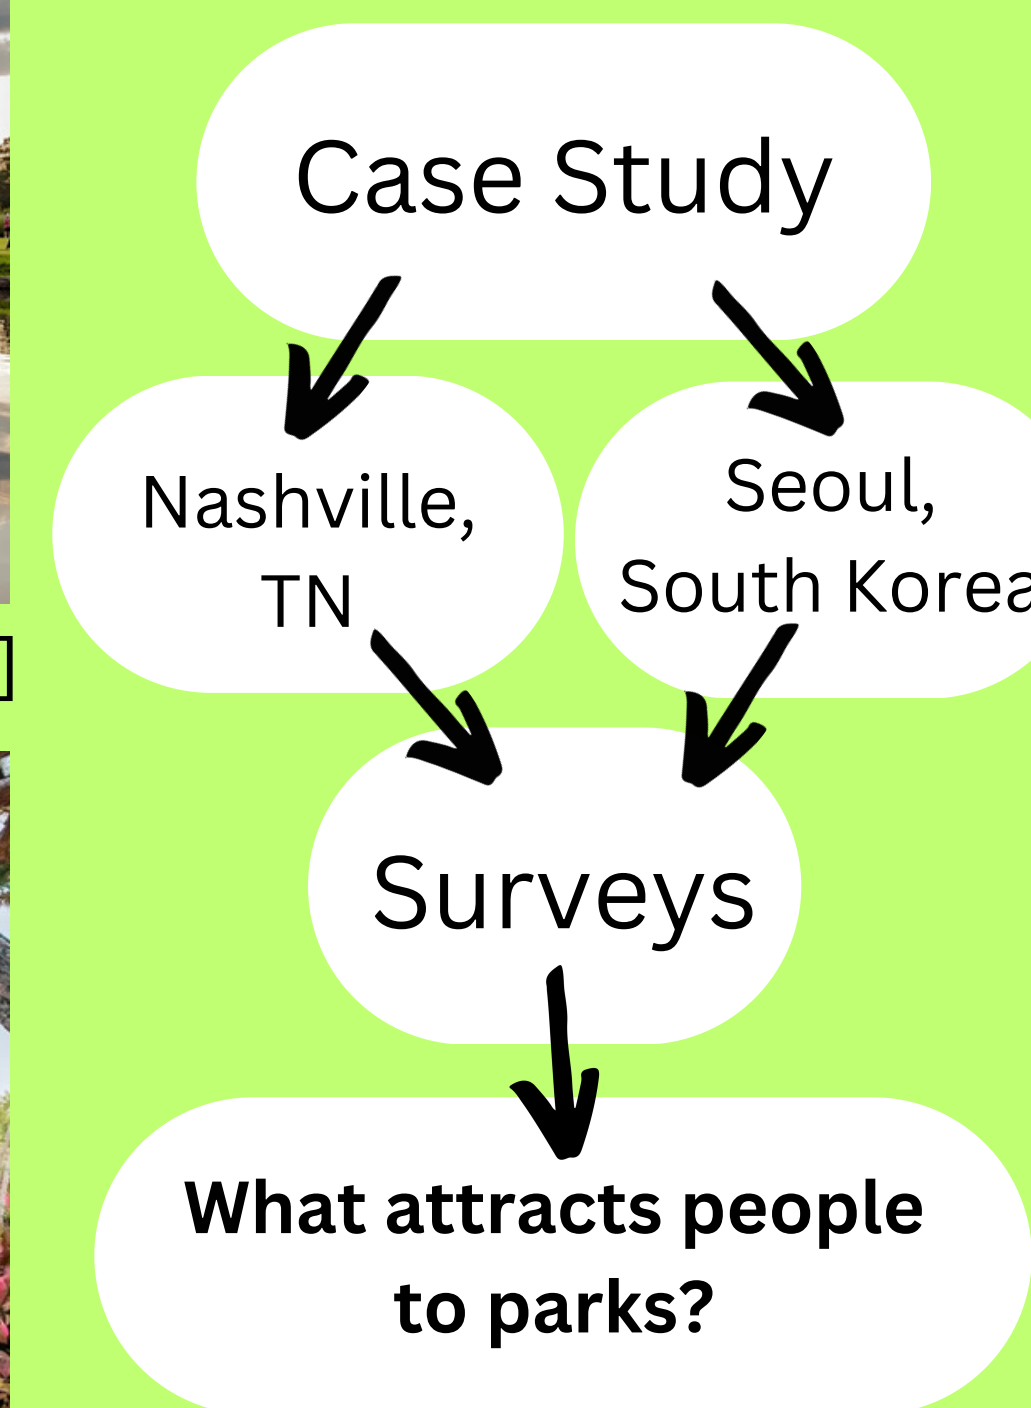 Case Study
Nashville,
TN
Seoul,
South Korea
Surveys
What attracts people
to parks?